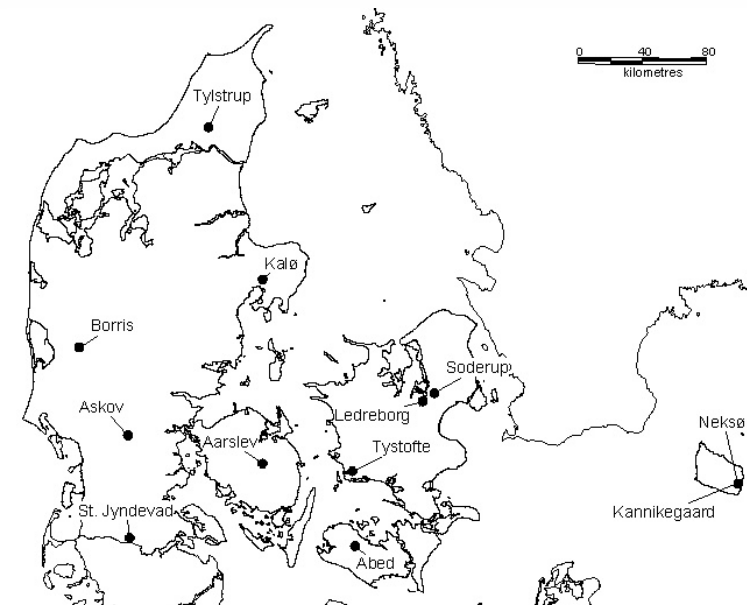 0 40 80
kilometres
Tylstrup
Kalø
Borris
Soderup
Askov
Ledreborg
Neksø
Aarslev
Tystofte
St. Jyndevad
Kannikegaard
Abed